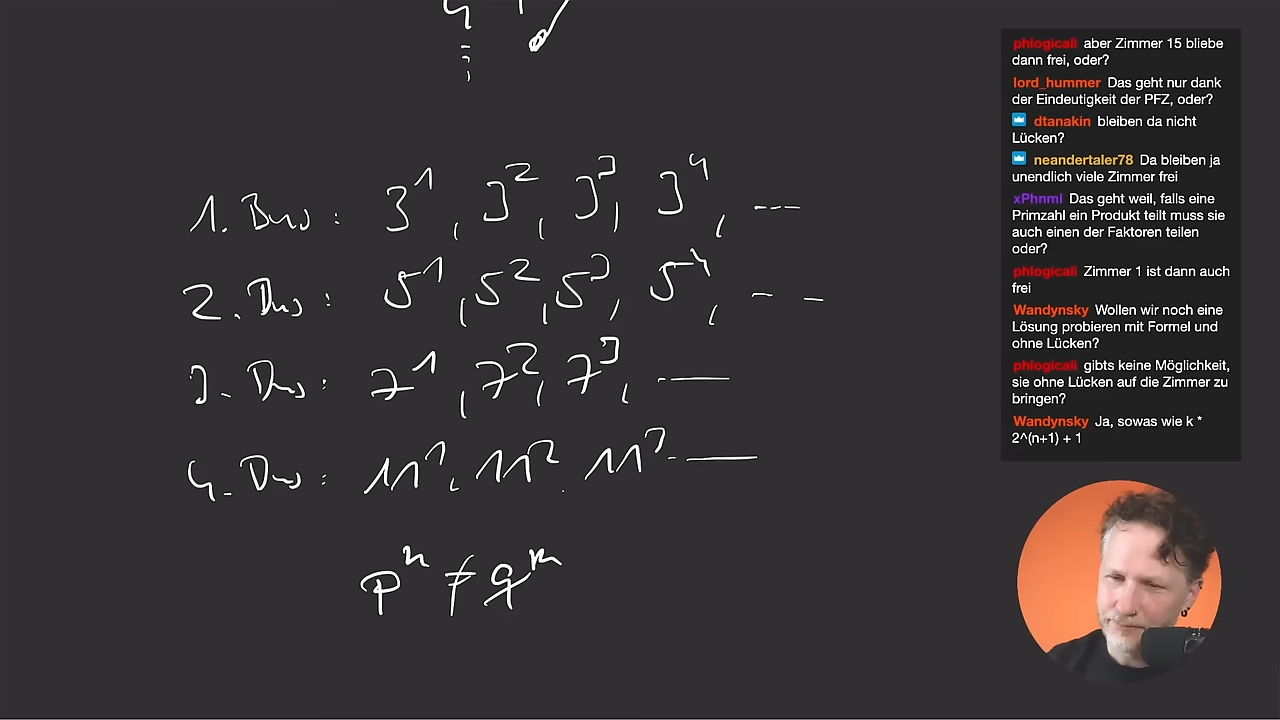 4
1. Bus : 3^1, 3^2, 3^3, 3^4, ---
2. Bus : 5^1, 5^2, 5^3, 5^4, - - -
3. Bus : 7^1, 7^2, 7^3, ——
4. Bus : 11^1, 11^2, 11^3 - ——
p^n ≠ q^m
phlogicali aber Zimmer 15 bliebe
dann frei, oder?
lord_hummer Das geht nur dank
der Eindeutigkeit der PFZ, oder?
dtanakin bleiben da nicht
Lücken?
neandertaler78 Da bleiben ja
unendlich viele Zimmer frei
xPhnml Das geht weil, falls eine
Primzahl ein Produkt teilt muss sie
auch einen der Faktoren teilen
oder?
phlogicali Zimmer 1 ist dann auch
frei
Wandynsky Wollen wir noch eine
Lösung probieren mit Formel und
ohne Lücken?
phlogicali gibts keine Möglichkeit,
sie ohne Lücken auf die Zimmer zu
bringen?
Wandynsky Ja, sowas wie k *
2^(n+1) + 1